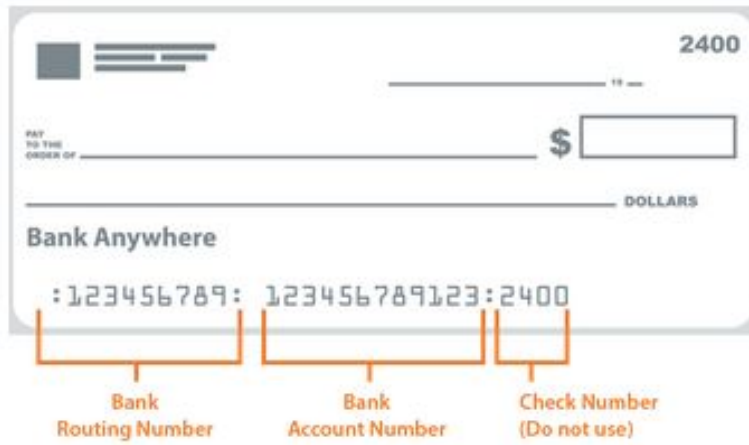 2400
19
PAY
TO THE
ORDER OF
$
DOLLARS
Bank Anywhere
:123456789: 123456789123:2400
Bank
Routing Number
Bank
Account Number
Check Number
(Do not use)